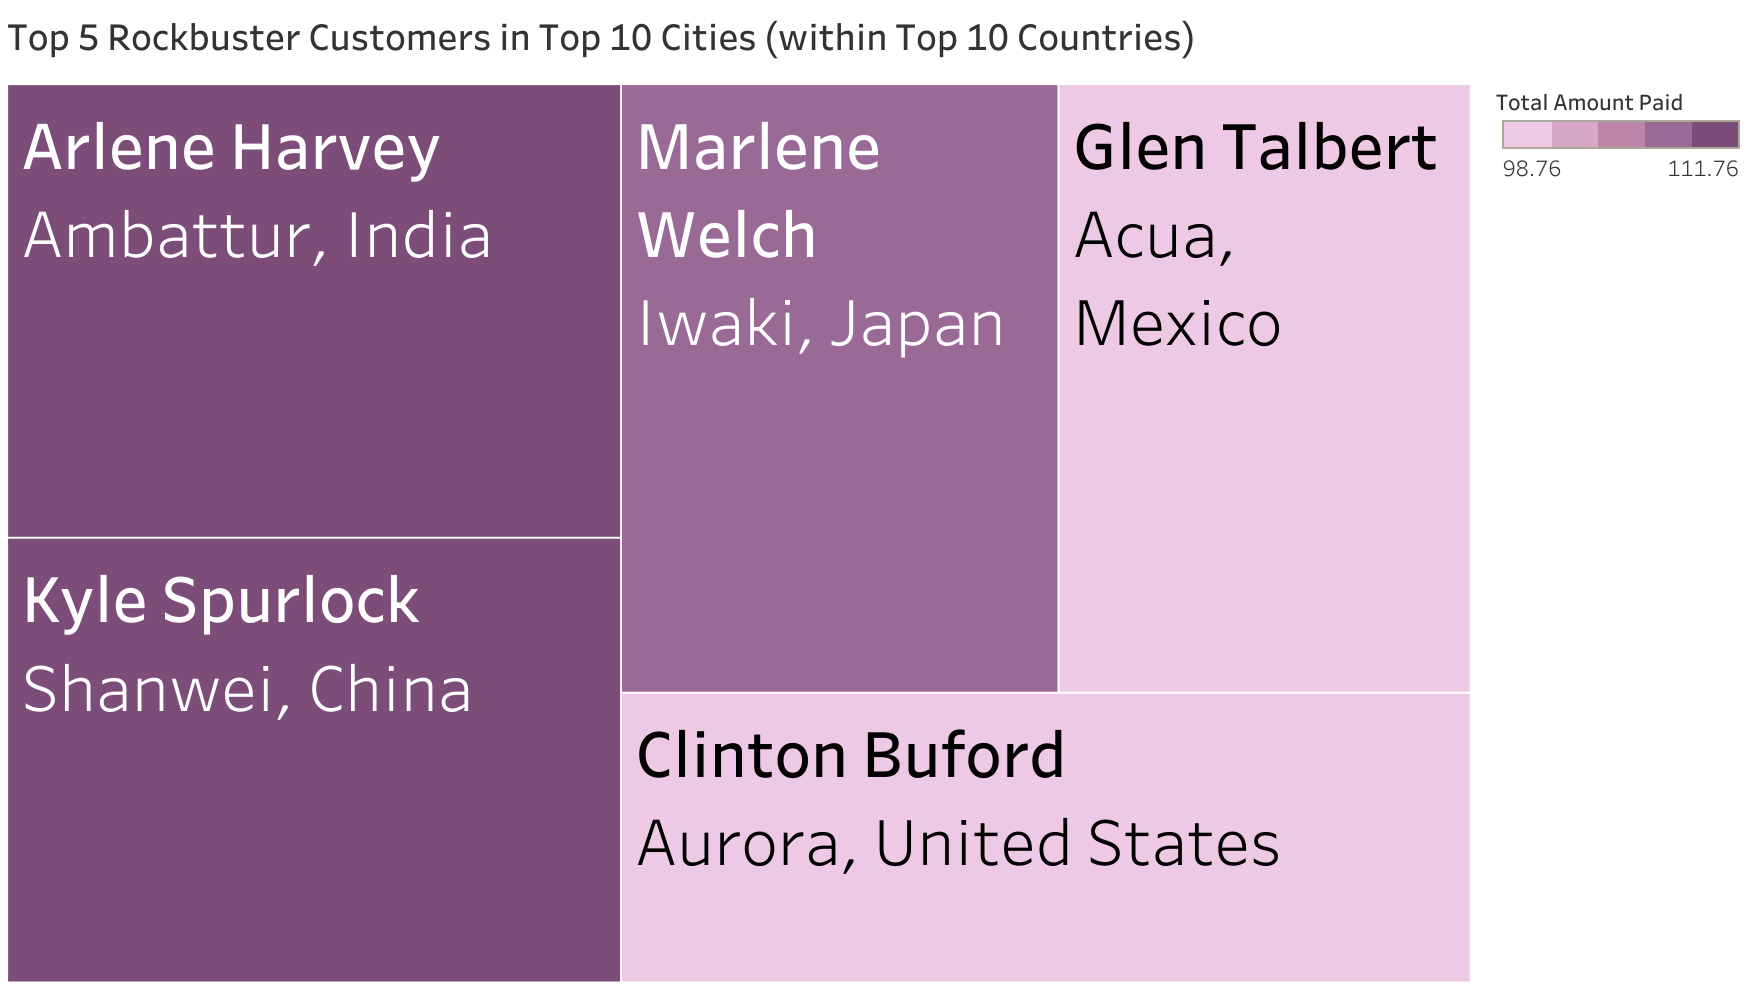 Top 5 Rockbuster Customers in Top 10 Cities (within Top 10 Countries)
Arlene Harvey
Ambattur, India
Kyle Spurlock
Shanwei, China
Marlene
Welch
Iwaki, Japan
Glen Talbert
Acua,
Mexico
Clinton Buford
Aurora, United States
Total Amount Paid
98.76 111.76